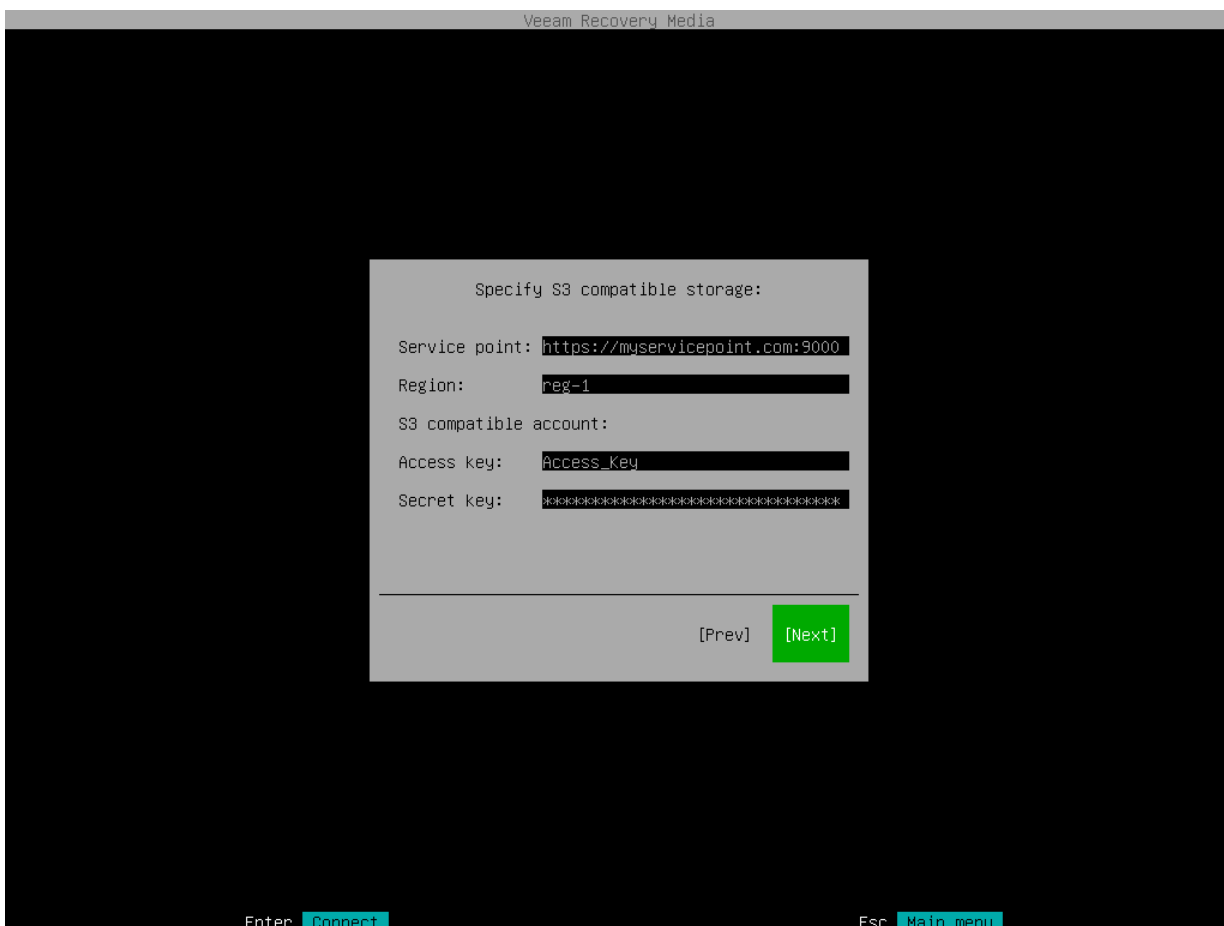 Veeam Recovery Media
Specify S3 compatible storage:
Service point: https://myservicepoint.com:9000
Region: reg-1
S3 compatible account:
Access key: Access_Key
Secret key: *********************************
[Prev] [Next]
Enter Connect Esc Main menu